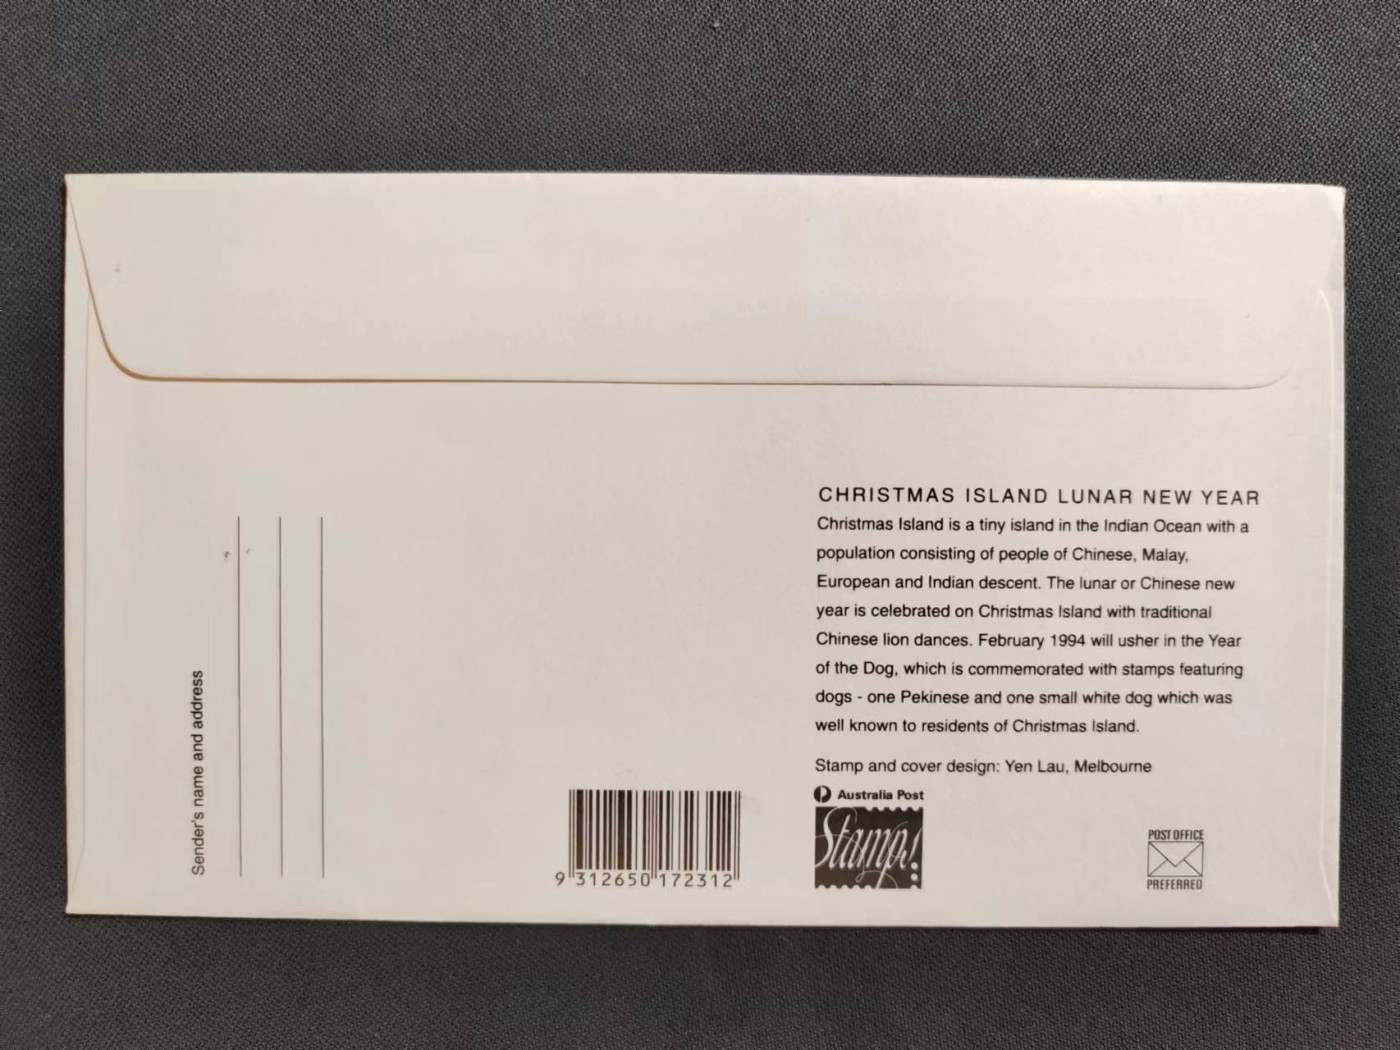 CHRISTMAS ISLAND LUNAR NEW YEAR
Christmas Island is a tiny island in the Indian Ocean with a
population consisting of people of Chinese, Malay,
European and Indian descent. The lunar or Chinese new
year is celebrated on Christmas Island with traditional
Chinese lion dances. February 1994 will usher in the Year
of the Dog, which is commemorated with stamps featuring
dogs - one Pekinese and one small white dog which was
well known to residents of Christmas Island.
Stamp and cover design: Yen Lau, Melbourne
Australia Post
Stamp!
POST OFFICE
PREFERRED
9 312650 172312
Sender's name and address